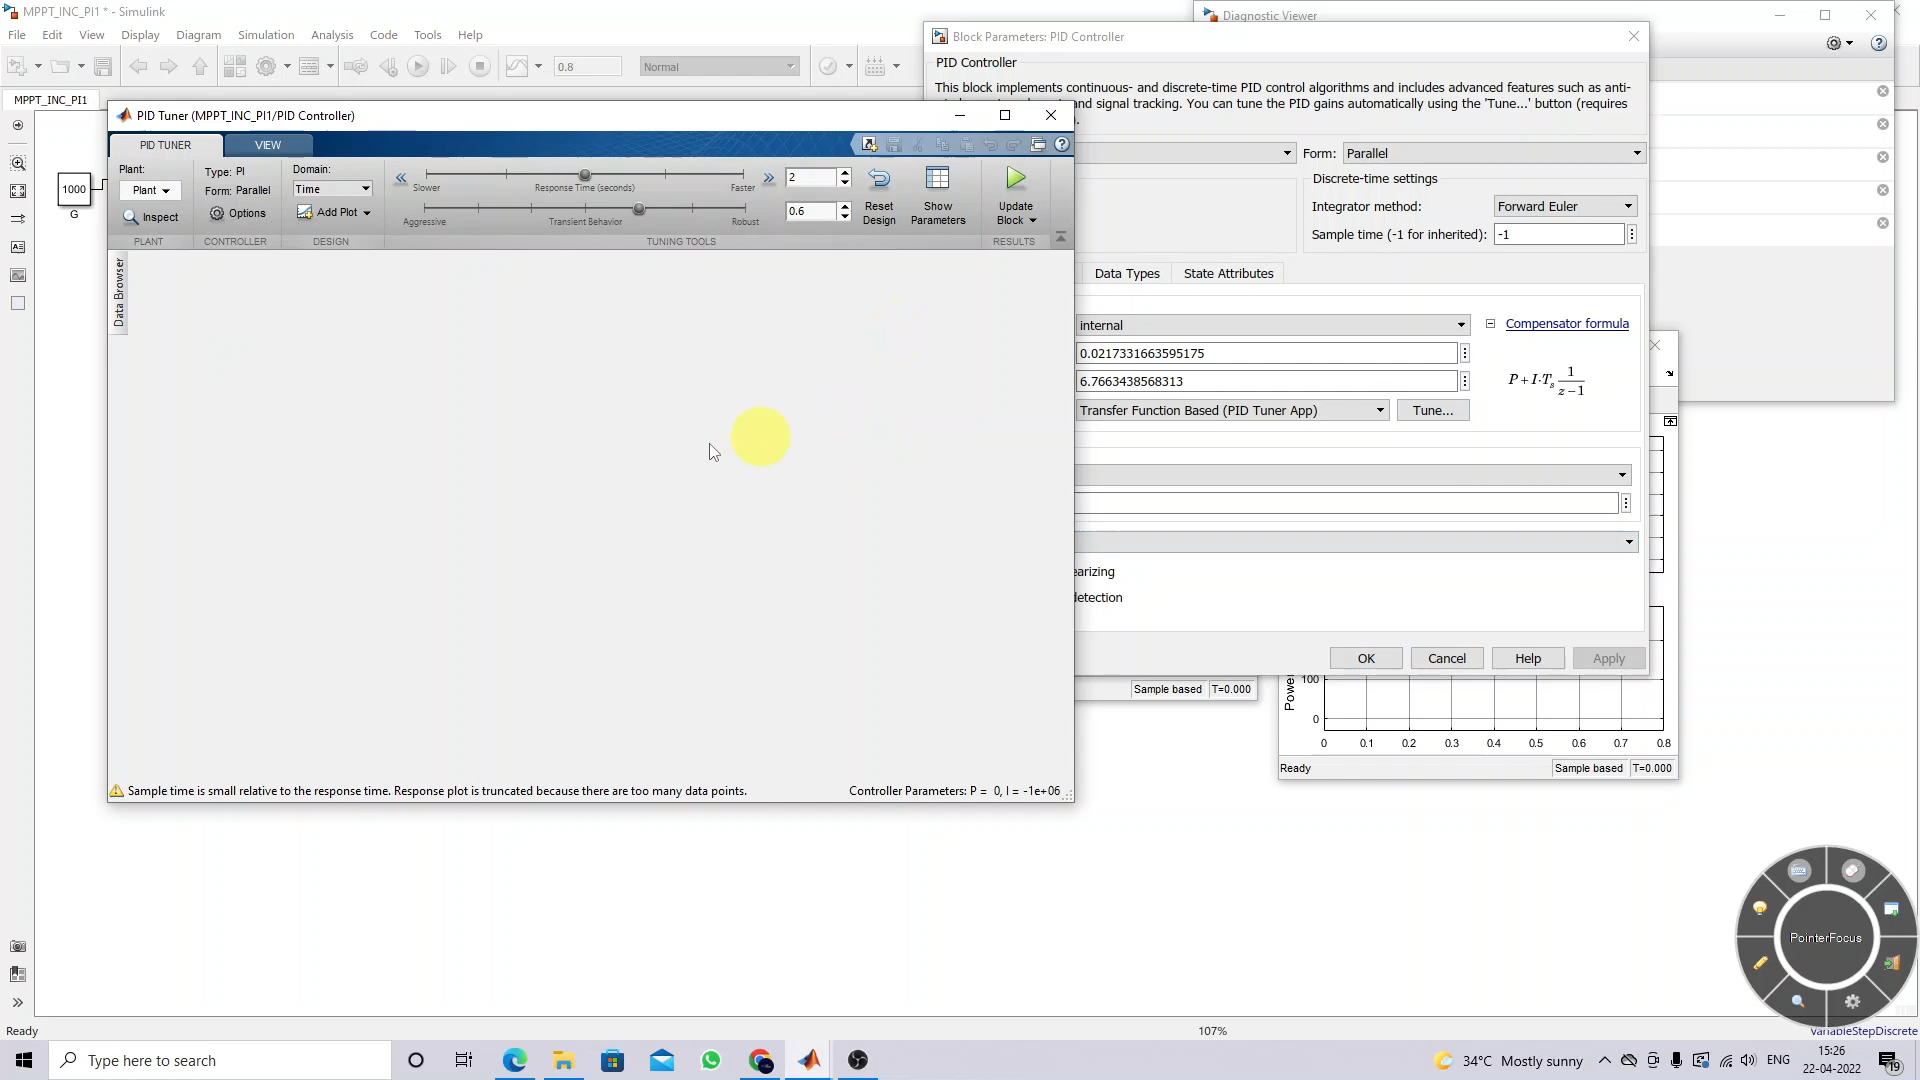 MPPT_INC_PI1 * - Simulink
File Edit View Display Diagram Simulation Analysis Code Tools Help
0.8
Normal
MPPT_INC_PI1
1000
G
Diagnostic Viewer
Block Parameters: PID Controller
PID Controller
This block implements continuous- and discrete-time PID control algorithms and includes advanced features such as anti-
and signal tracking. You can tune the PID gains automatically using the 'Tune...' button (requires
Form: Parallel
Discrete-time settings
Integrator method: Forward Euler
Sample time (-1 for inherited): -1
Data Types State Attributes
internal
Compensator formula
0.0217331663595175
6.7663438568313
P + I·Ts 1
z − 1
Transfer Function Based (PID Tuner App)
Tune...
earizing
detection
OK Cancel Help Apply
PID Tuner (MPPT_INC_PI1/PID Controller)
PID TUNER VIEW
Plant:
Plant
Inspect
PLANT
Type: PI
Form: Parallel
Options
CONTROLLER
Domain:
Time
Add Plot
DESIGN
Slower Response Time (seconds) Faster
2
Aggressive Transient Behavior Robust
0.6
Reset
Design
Show
Parameters
TUNING TOOLS
Update
Block
RESULTS
Data Browser
Sample time is small relative to the response time. Response plot is truncated because there are too many data points.
Controller Parameters: P = 0, I = -1e+06
Sample based T=0.000
Power
100
0
0 0.1 0.2 0.3 0.4 0.5 0.6 0.7 0.8
Ready
Sample based T=0.000
PointerFocus
Ready
107%
VariableStepDiscrete
Type here to search
34°C Mostly sunny
ENG
15:26
22-04-2022
19